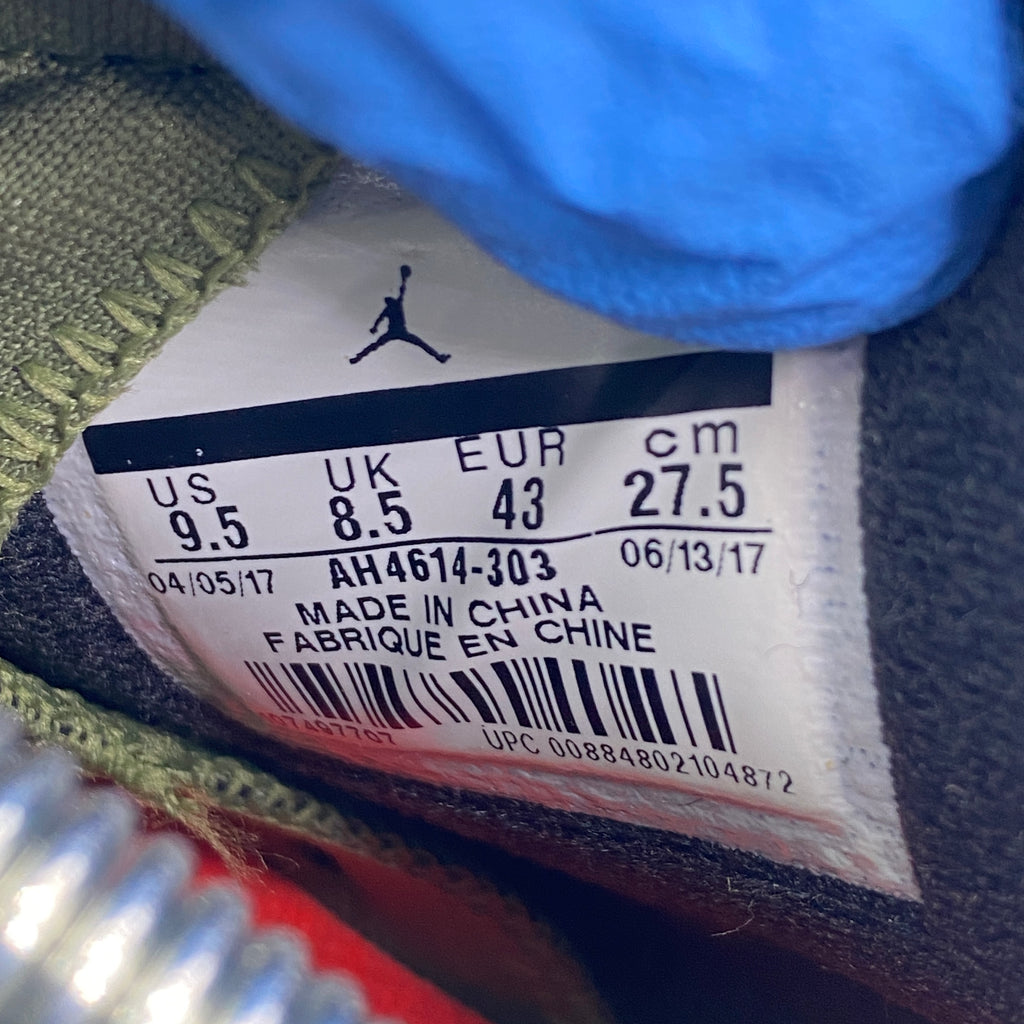 US UK EUR cm
9.5 8.5 43 27.5
04/05/17 AH4614-303 06/13/17
MADE IN CHINA
FABRIQUE EN CHINE
UPC 00884802104872